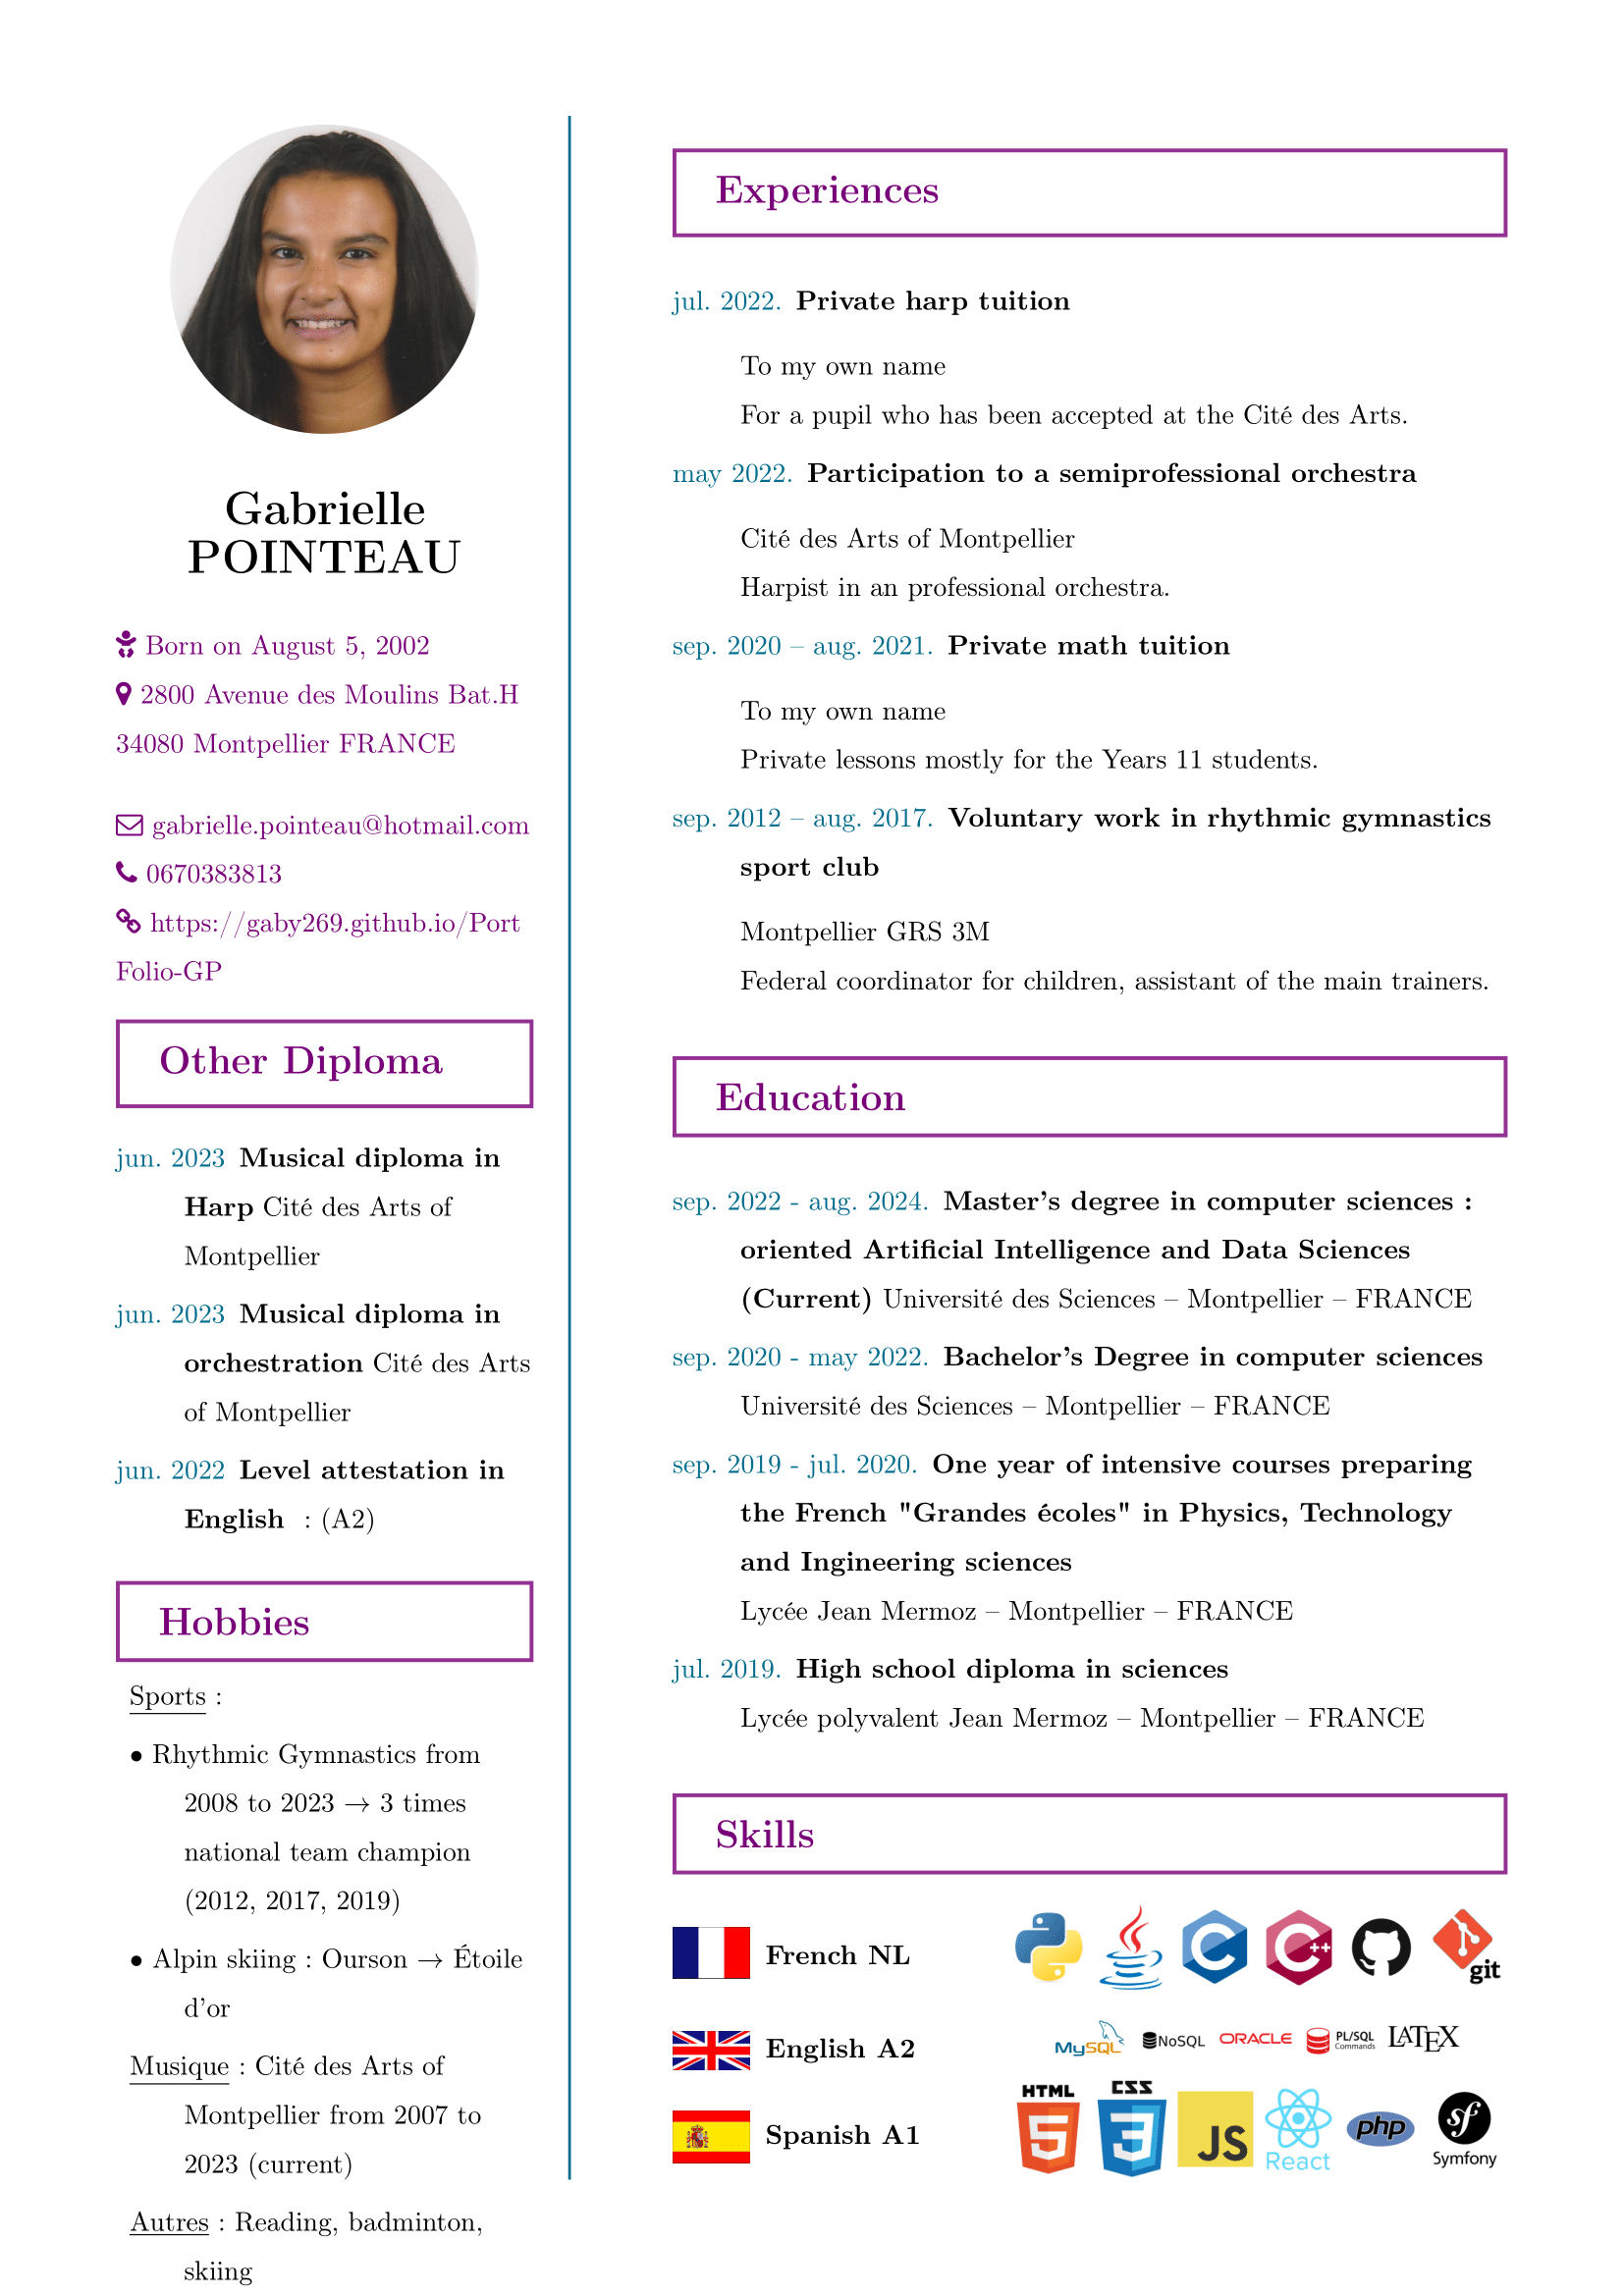 Gabrielle
POINTEAU
Born on August 5, 2002
2800 Avenue des Moulins Bat.H
34080 Montpellier FRANCE
gabrielle.pointeau@hotmail.com
0670383813
https://gaby269.github.io/Port
Folio-GP
Other Diploma
jun. 2023 Musical diploma in
Harp Cité des Arts of
Montpellier
jun. 2023 Musical diploma in
orchestration Cité des Arts
of Montpellier
jun. 2022 Level attestation in
English : (A2)
Hobbies
Sports :
• Rhythmic Gymnastics from
2008 to 2023 → 3 times
national team champion
(2012, 2017, 2019)
• Alpin skiing : Ourson → Étoile
d'or
Musique : Cité des Arts of
Montpellier from 2007 to
2023 (current)
Autres : Reading, badminton,
skiing
Experiences
jul. 2022. Private harp tuition
To my own name
For a pupil who has been accepted at the Cité des Arts.
may 2022. Participation to a semiprofessional orchestra
Cité des Arts of Montpellier
Harpist in an professional orchestra.
sep. 2020 – aug. 2021. Private math tuition
To my own name
Private lessons mostly for the Years 11 students.
sep. 2012 – aug. 2017. Voluntary work in rhythmic gymnastics
sport club
Montpellier GRS 3M
Federal coordinator for children, assistant of the main trainers.
Education
sep. 2022 - aug. 2024. Master's degree in computer sciences :
oriented Artificial Intelligence and Data Sciences
(Current) Université des Sciences – Montpellier – FRANCE
sep. 2020 - may 2022. Bachelor's Degree in computer sciences
Université des Sciences – Montpellier – FRANCE
sep. 2019 - jul. 2020. One year of intensive courses preparing
the French "Grandes écoles" in Physics, Technology
and Ingineering sciences
Lycée Jean Mermoz – Montpellier – FRANCE
jul. 2019. High school diploma in sciences
Lycée polyvalent Jean Mermoz – Montpellier – FRANCE
Skills
French NL
C C++ git
English A2
MySQL NoSQL ORACLE PL/SQL Commands LATEX
Spanish A1
HTML 5 CSS 3 JS React php sf Symfony